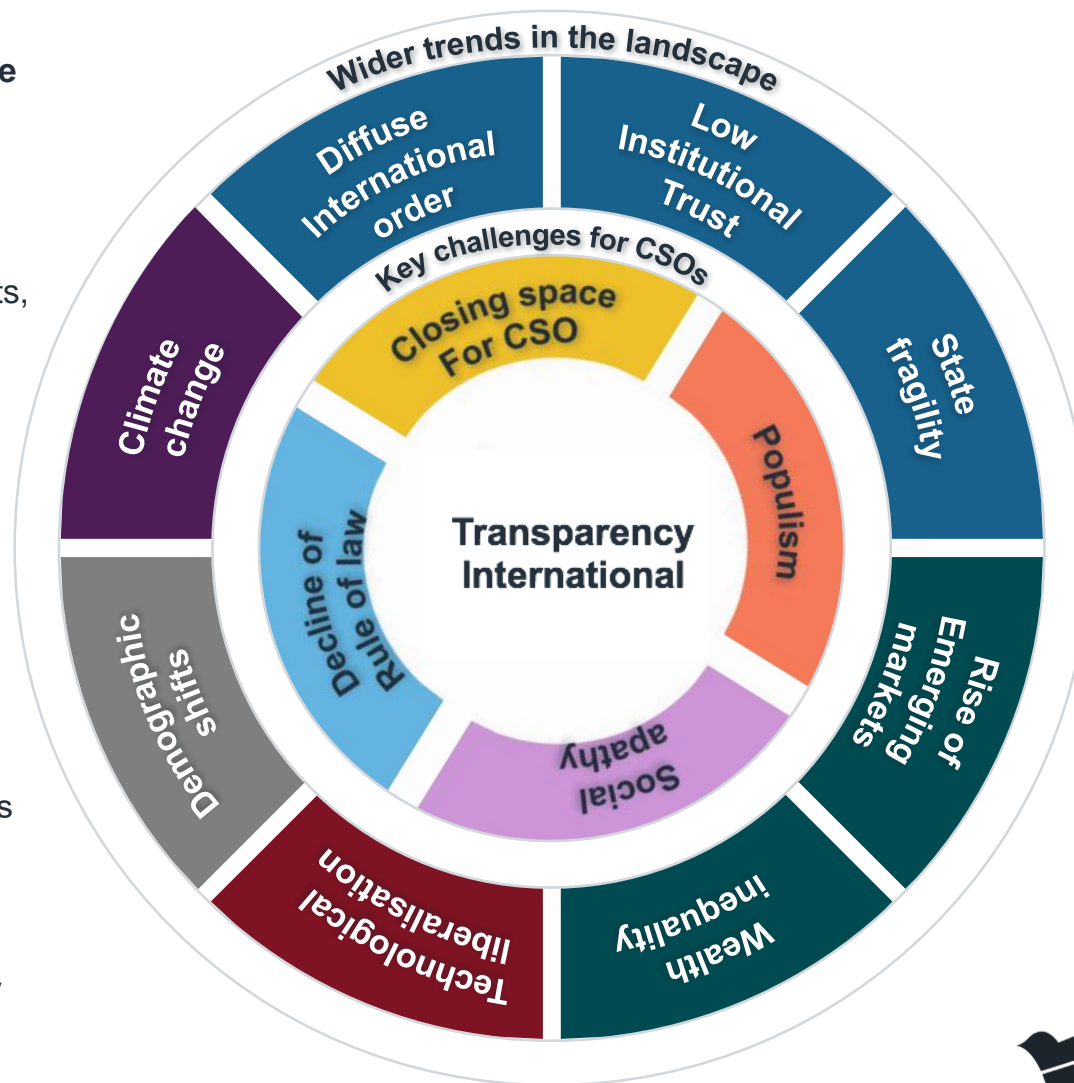 e
ts,
s
Wider trends in the landscape
Diffuse
International
order
Low
Institutional
Trust
State
fragility
Rise of
Emerging
markets
Wealth
inequality
Technological
liberalisation
Demographic
shifts
Climate
change
Key challenges for CSOs
Closing space
For CSO
Populism
Social
apathy
Decline of
Rule of law
Transparency
International